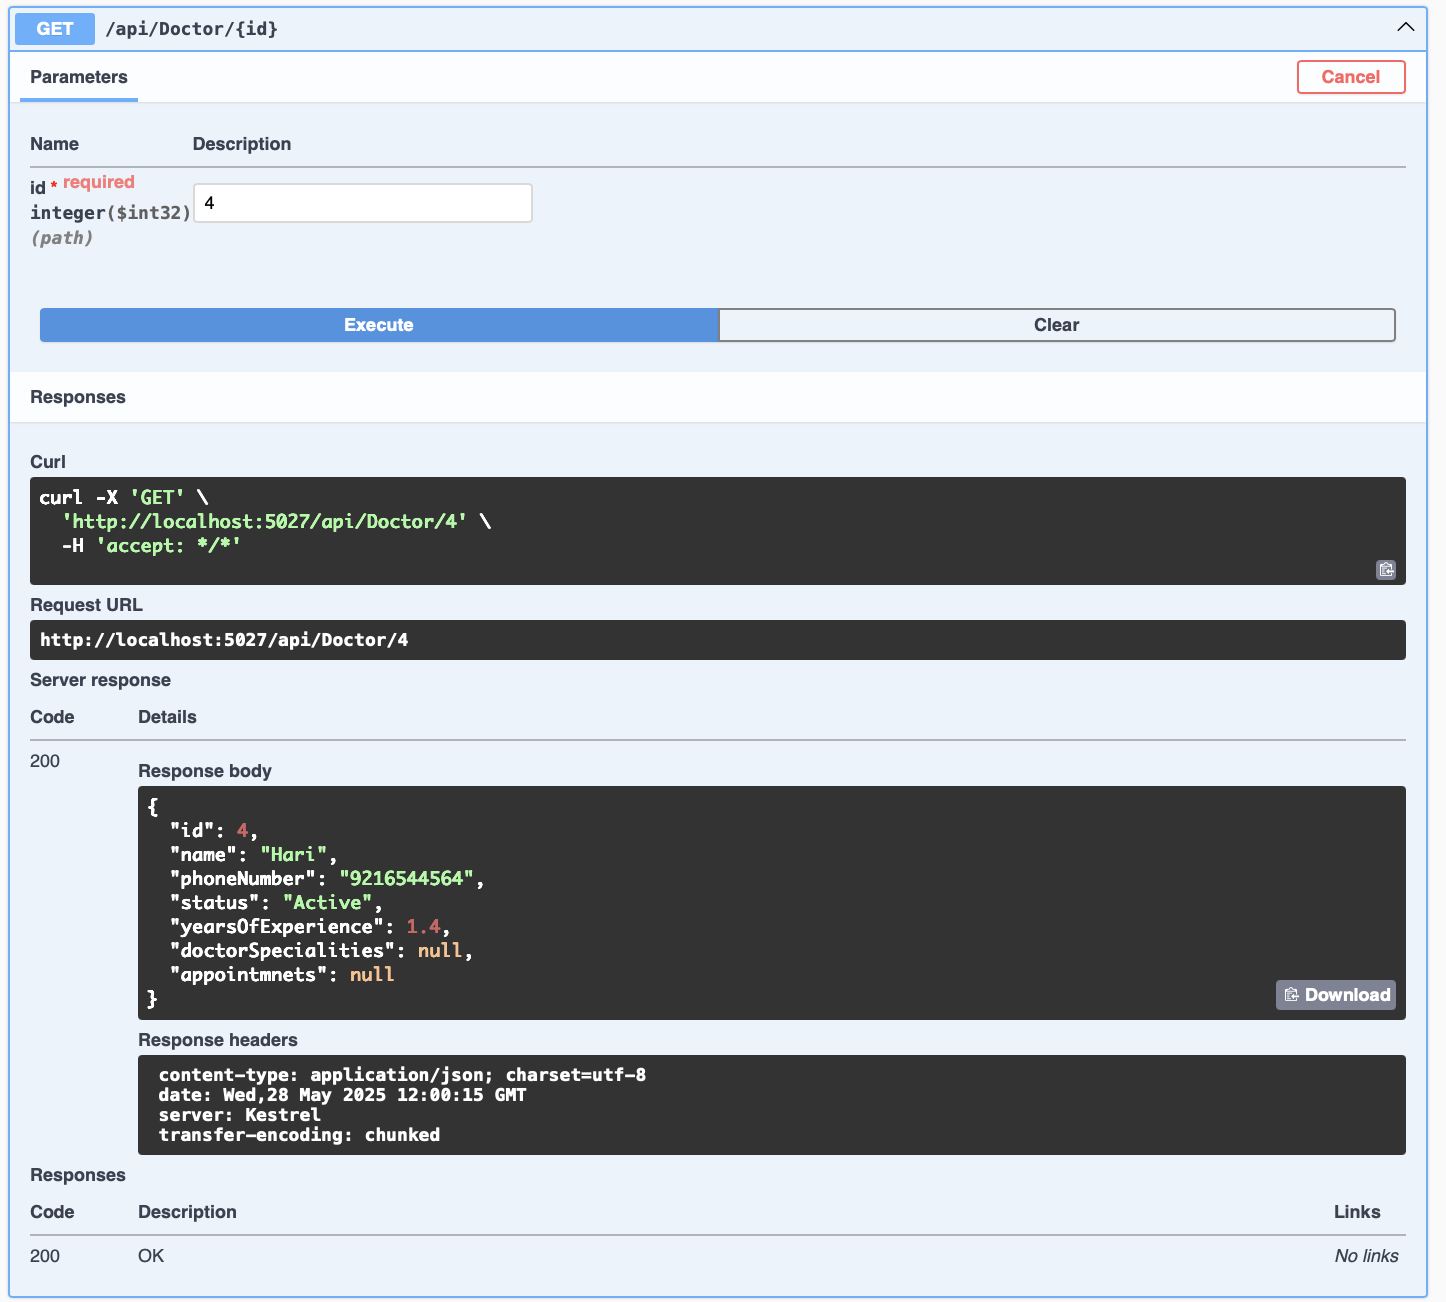 GET /api/Doctor/{id}
Parameters
Cancel
Name Description
id * required
integer($int32)
(path)
4
Execute Clear
Responses
Curl
curl -X 'GET' \
  'http://localhost:5027/api/Doctor/4' \
  -H 'accept: */*'
Request URL
http://localhost:5027/api/Doctor/4
Server response
Code Details
200
Response body
{
  "id": 4,
  "name": "Hari",
  "phoneNumber": "9216544564",
  "status": "Active",
  "yearsOfExperience": 1.4,
  "doctorSpecialities": null,
  "appointmnets": null
}
Download
Response headers
content-type: application/json; charset=utf-8
date: Wed,28 May 2025 12:00:15 GMT
server: Kestrel
transfer-encoding: chunked
Responses
Code Description Links
200 OK No links